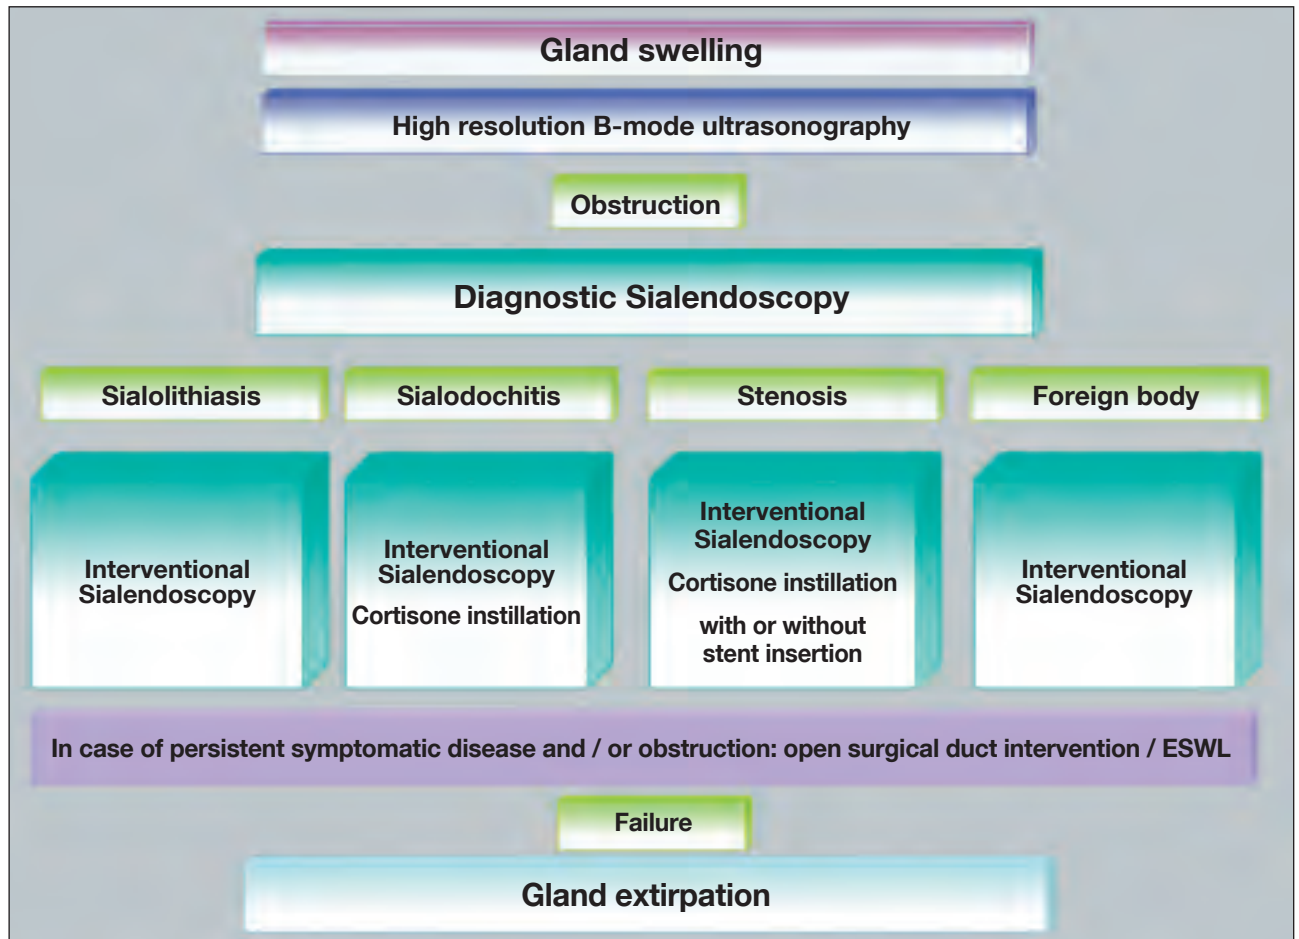 Gland swelling
High resolution B-mode ultrasonography
Obstruction
Diagnostic Sialendoscopy
Sialolithiasis
Sialodochitis
Stenosis
Foreign body
Interventional
Sialendoscopy
Interventional
Sialendoscopy
Cortisone instillation
Interventional
Sialendoscopy
Cortisone instillation
with or without
stent insertion
Interventional
Sialendoscopy
In case of persistent symptomatic disease and / or obstruction: open surgical duct intervention / ESWL
Failure
Gland extirpation